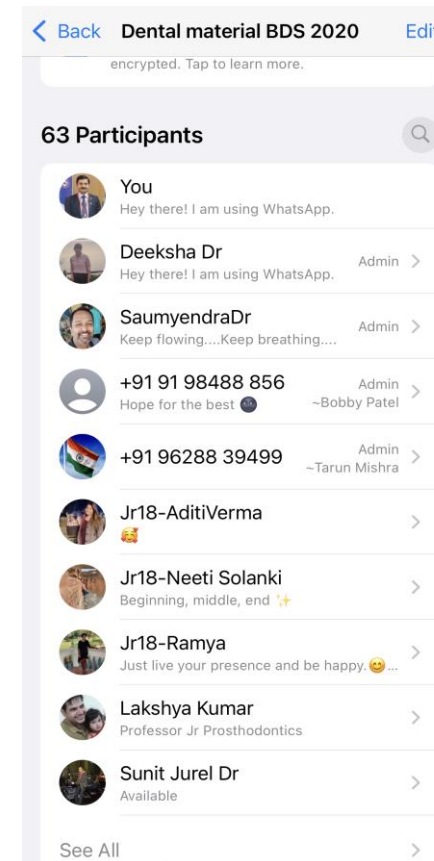 Back Dental material BDS 2020 Edit
encrypted. Tap to learn more.
63 Participants
You
Hey there! I am using WhatsApp.
Deeksha Dr
Hey there! I am using WhatsApp.
Admin
SaumyendraDr
Keep flowing....Keep breathing....
Admin
+91 91 98488 856
Hope for the best
Admin
~Bobby Patel
+91 96288 39499
Admin
~Tarun Mishra
Jr18-AditiVerma
🥰
Jr18-Neeti Solanki
Beginning, middle, end ✨
Jr18-Ramya
Just live your presence and be happy.😊...
Lakshya Kumar
Professor Jr Prosthodontics
Sunit Jurel Dr
Available
See All